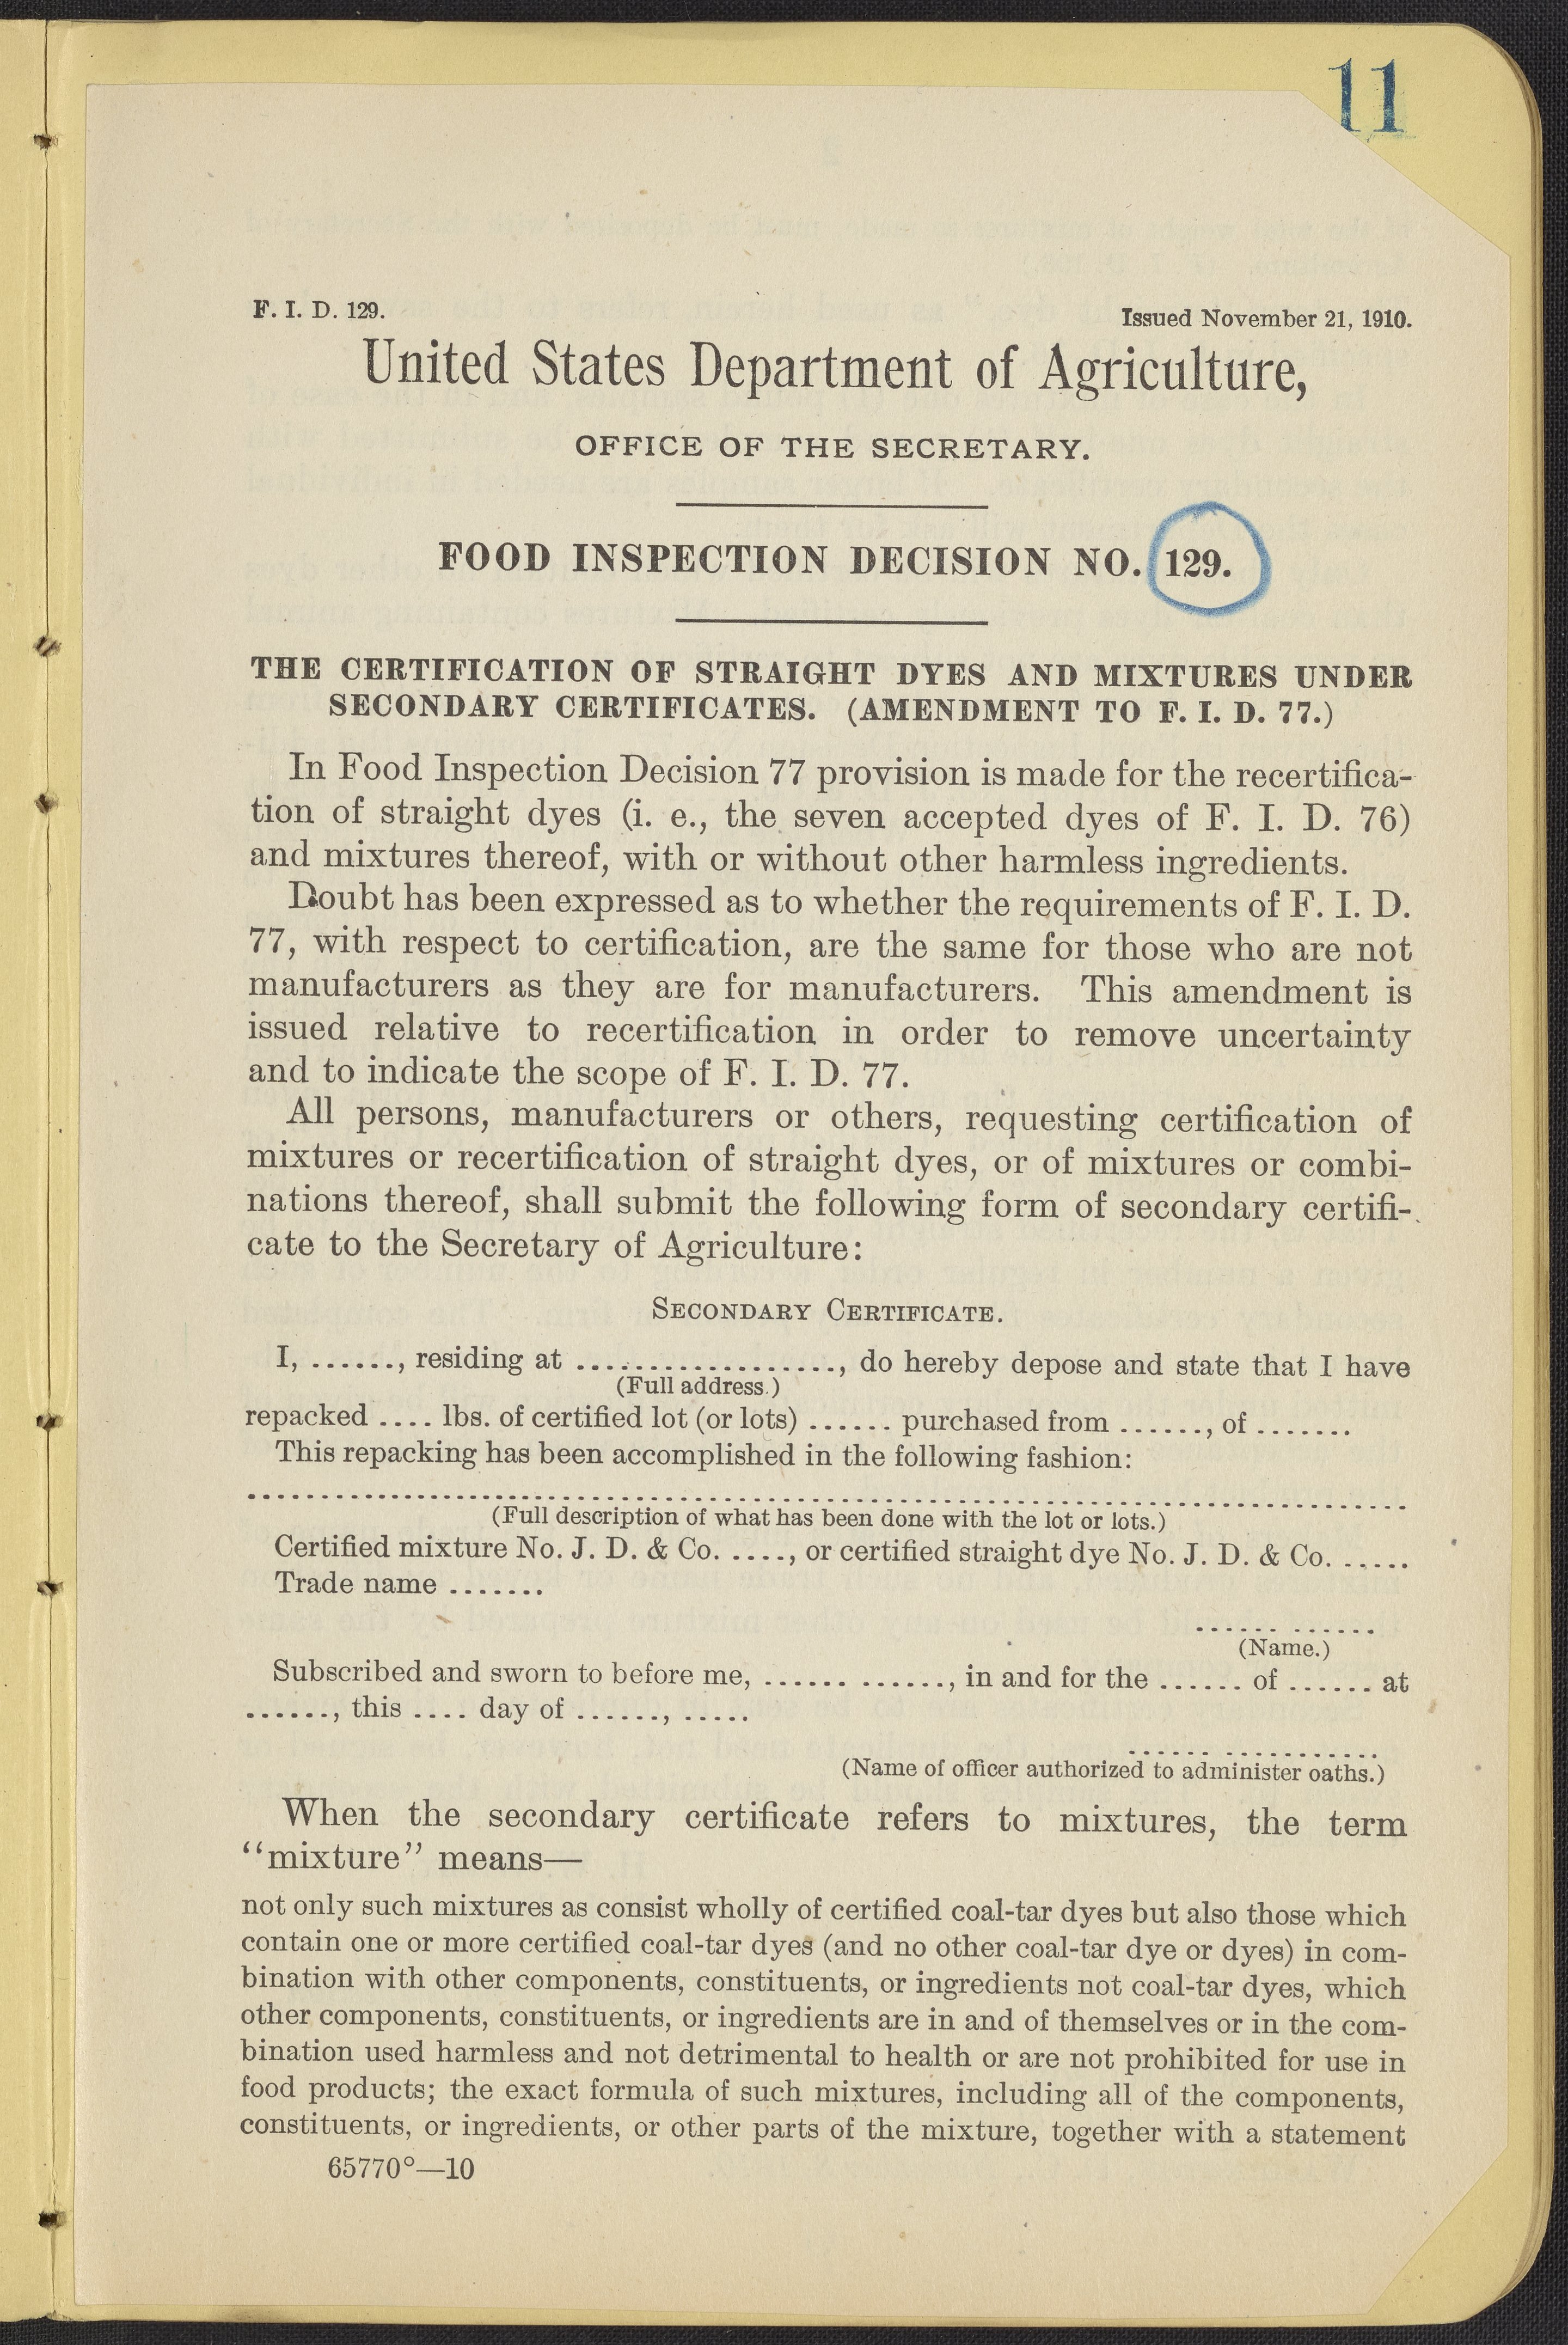 11
F. I. D. 129.
Issued November 21, 1910.
United States Department of Agriculture,
OFFICE OF THE SECRETARY.
FOOD INSPECTION DECISION NO. 129.
THE CERTIFICATION OF STRAIGHT DYES AND MIXTURES UNDER
SECONDARY CERTIFICATES. (AMENDMENT TO F. I. D. 77.)
In Food Inspection Decision 77 provision is made for the recertifica-
tion of straight dyes (i. e., the seven accepted dyes of F. I. D. 76)
and mixtures thereof, with or without other harmless ingredients.
Doubt has been expressed as to whether the requirements of F. I. D.
77, with respect to certification, are the same for those who are not
manufacturers as they are for manufacturers. This amendment is
issued relative to recertification in order to remove uncertainty
and to indicate the scope of F. I. D. 77.
All persons, manufacturers or others, requesting certification of
mixtures or recertification of straight dyes, or of mixtures or combi-
nations thereof, shall submit the following form of secondary certifi-
cate to the Secretary of Agriculture:
SECONDARY CERTIFICATE.
I, ......, residing at ..................., do hereby depose and state that I have
(Full address.)
repacked .... lbs. of certified lot (or lots) ...... purchased from ......, of .......
This repacking has been accomplished in the following fashion:
................................................................................
(Full description of what has been done with the lot or lots.)
Certified mixture No. J. D. & Co. ...., or certified straight dye No. J. D. & Co. ......
Trade name .......
...... ......
(Name.)
Subscribed and sworn to before me, ...... ......, in and for the ...... of ...... at
......, this .... day of ......, .....
...... ............
(Name of officer authorized to administer oaths.)
When the secondary certificate refers to mixtures, the term
"mixture" means—
not only such mixtures as consist wholly of certified coal-tar dyes but also those which
contain one or more certified coal-tar dyes (and no other coal-tar dye or dyes) in com-
bination with other components, constituents, or ingredients not coal-tar dyes, which
other components, constituents, or ingredients are in and of themselves or in the com-
bination used harmless and not detrimental to health or are not prohibited for use in
food products; the exact formula of such mixtures, including all of the components,
constituents, or ingredients, or other parts of the mixture, together with a statement
65770°—10